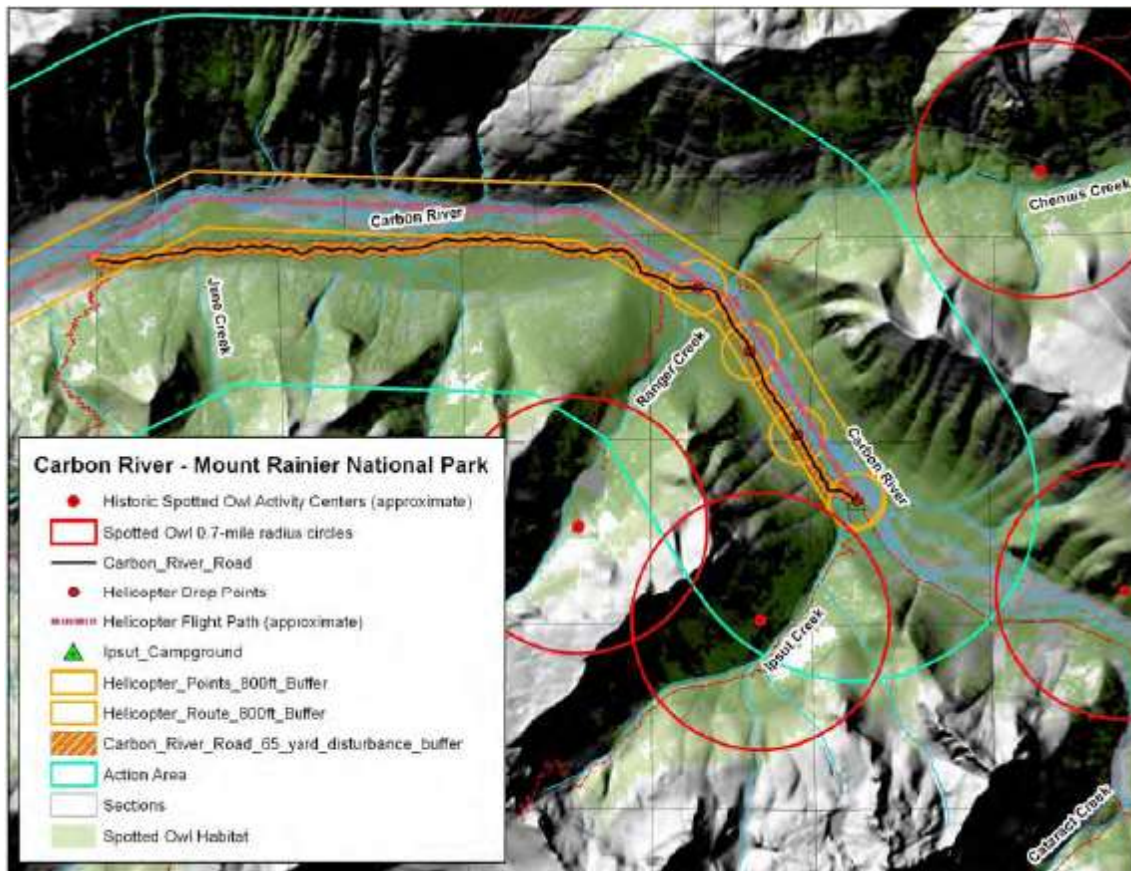 Carbon River
Chenuis Creek
June Creek
Ranger Creek
Carbon River
Ipsut Creek
Cataract Creek
Carbon River - Mount Rainier National Park
Historic Spotted Owl Activity Centers (approximate)
Spotted Owl 0.7-mile radius circles
Carbon_River_Road
Helicopter Drop Points
Helicopter Flight Path (approximate)
Ipsut_Campground
Helicopter_Points_800ft_Buffer
Helicopter_Route_800ft_Buffer
Carbon_River_Road_65_yard_disturbance_buffer
Action Area
Sections
Spotted Owl Habitat